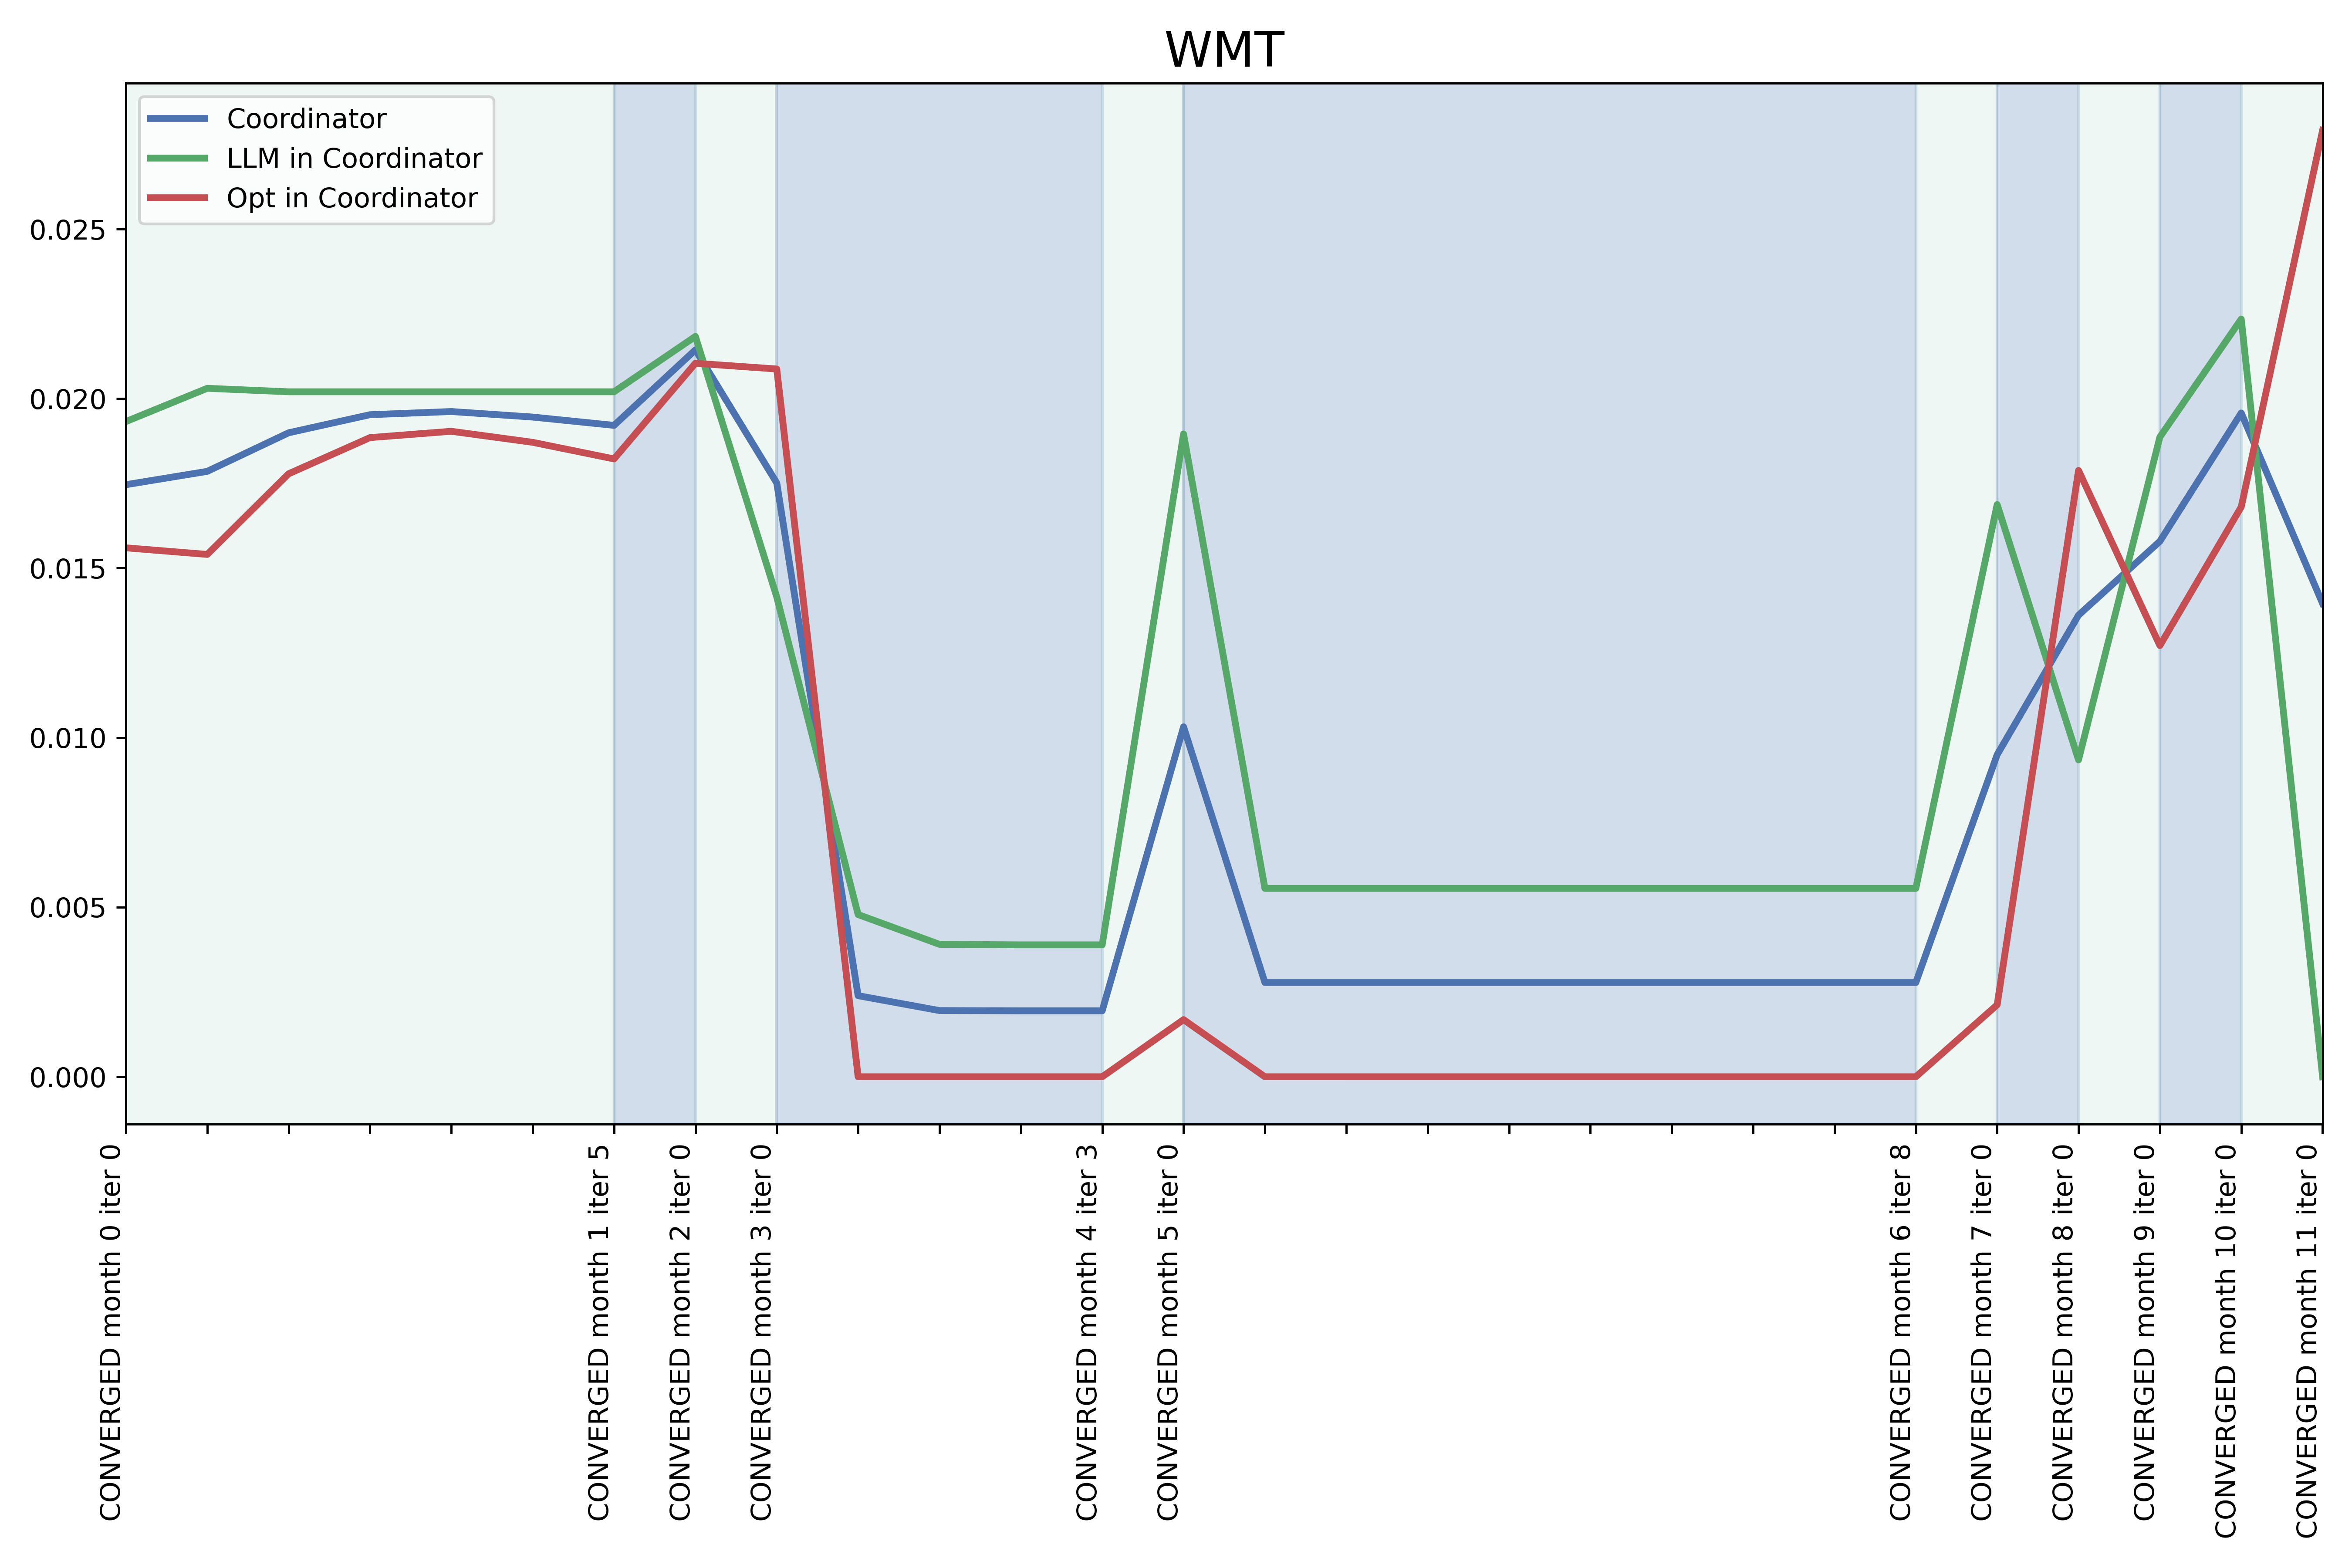 WMT
Coordinator
LLM in Coordinator
Opt in Coordinator
0.025
0.020
0.015
0.010
0.005
0.000
CONVERGED month 0 iter 0
CONVERGED month 1 iter 5
CONVERGED month 2 iter 0
CONVERGED month 3 iter 0
CONVERGED month 4 iter 3
CONVERGED month 5 iter 0
CONVERGED month 6 iter 8
CONVERGED month 7 iter 0
CONVERGED month 8 iter 0
CONVERGED month 9 iter 0
CONVERGED month 10 iter 0
CONVERGED month 11 iter 0